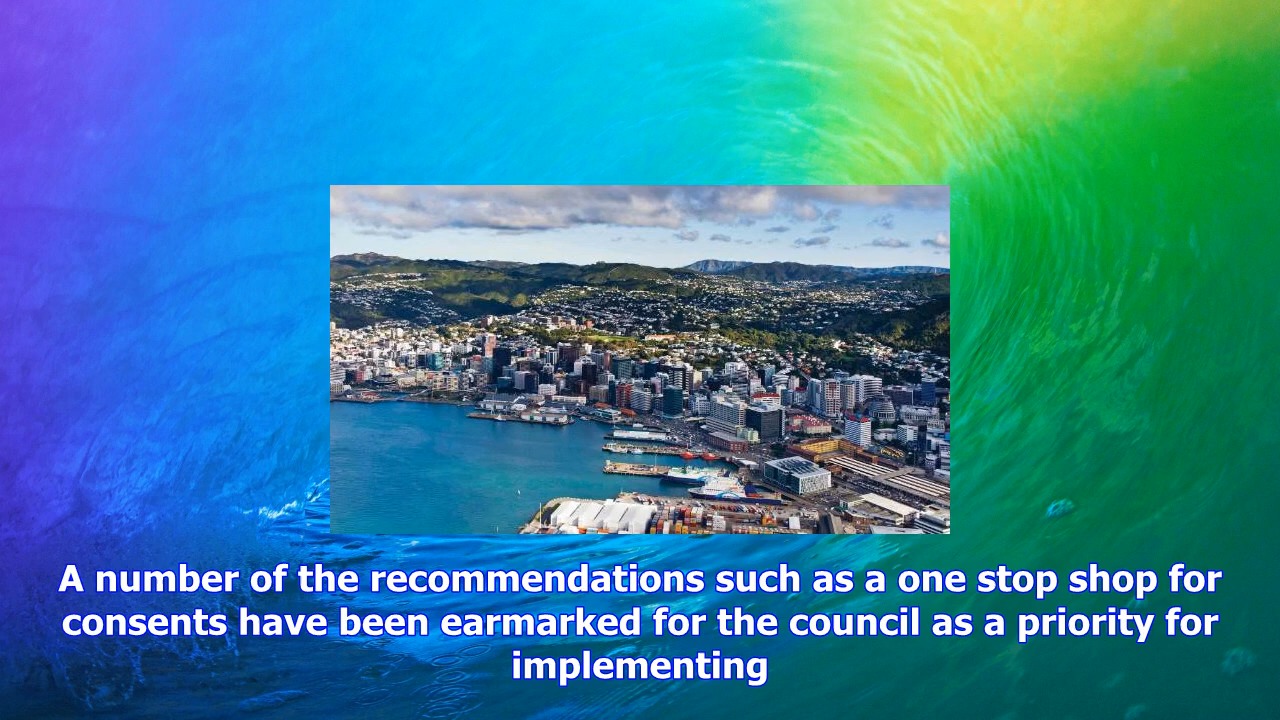 A number of the recommendations such as a one stop shop for
consents have been earmarked for the council as a priority for
implementing